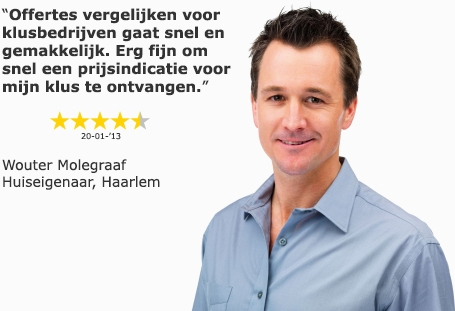 “Offertes vergelijken voor
klusbedrijven gaat snel en
gemakkelijk. Erg fijn om
snel een prijsindicatie voor
mijn klus te ontvangen.”
20-01-’13
Wouter Molegraaf
Huiseigenaar, Haarlem